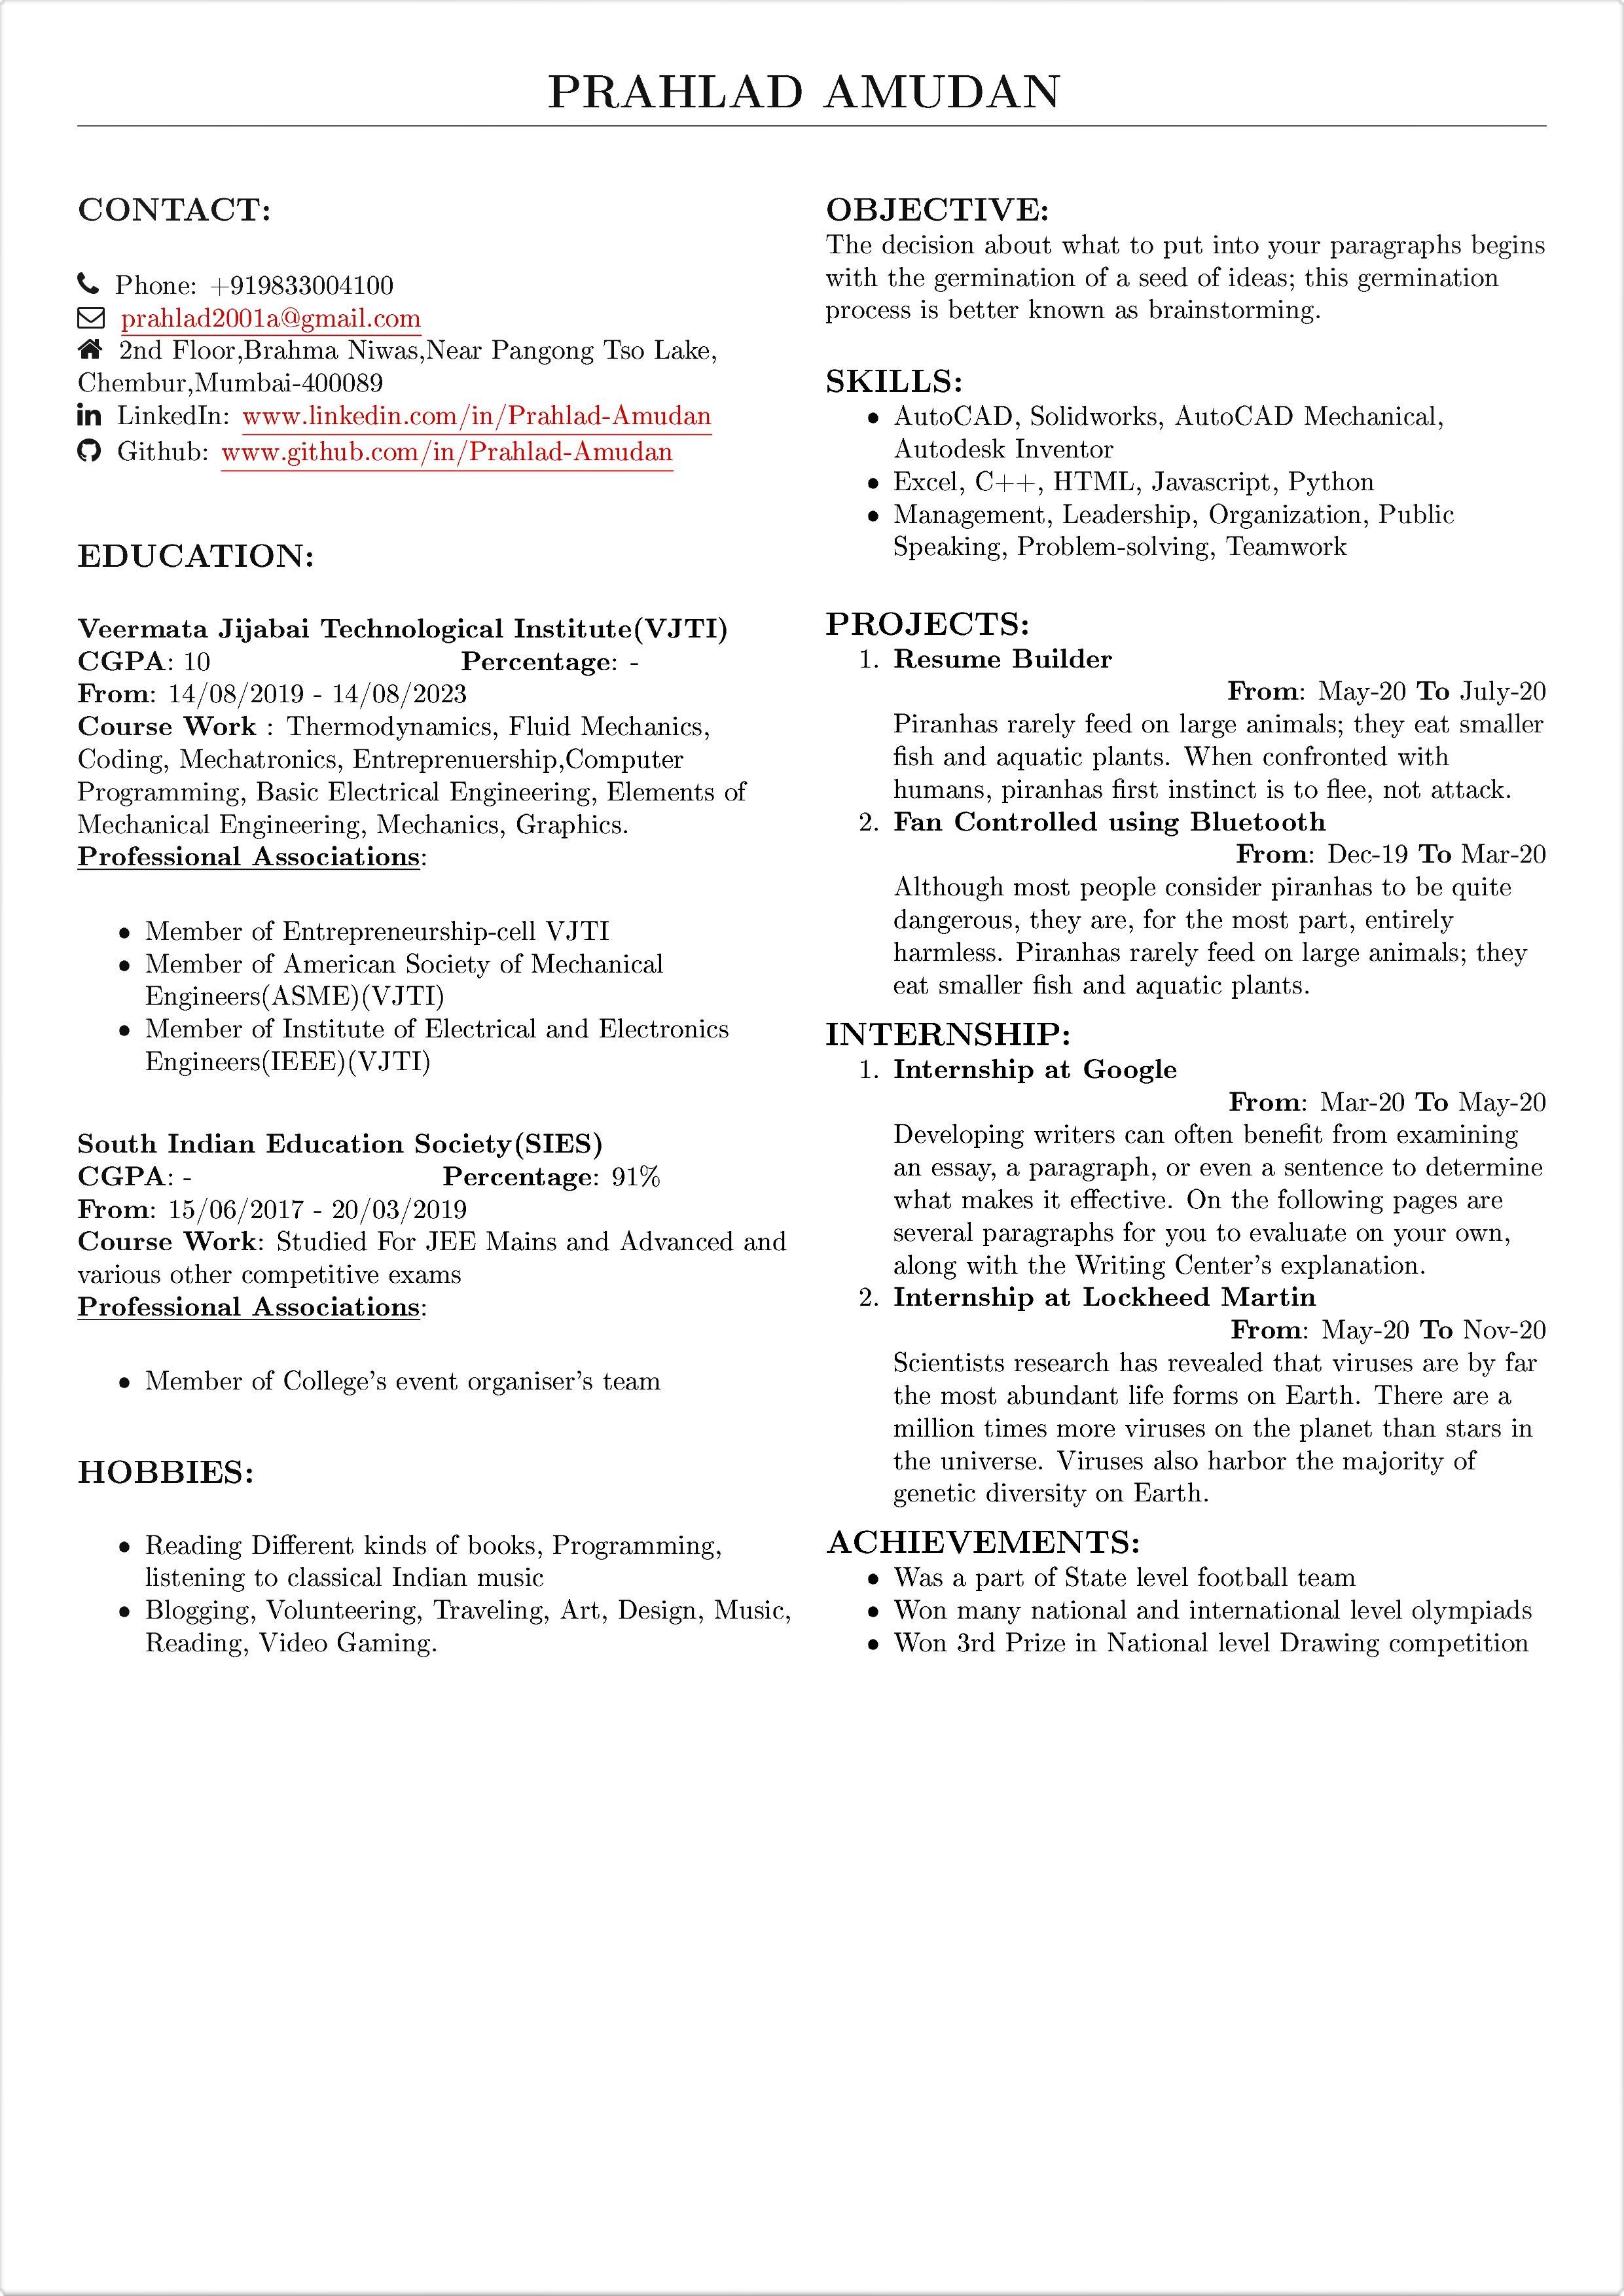 PRAHLAD AMUDAN
CONTACT:
Phone: +919833004100
prahlad2001a@gmail.com
2nd Floor,Brahma Niwas,Near Pangong Tso Lake,
Chembur,Mumbai-400089
LinkedIn: www.linkedin.com/in/Prahlad-Amudan
Github: www.github.com/in/Prahlad-Amudan
EDUCATION:
Veermata Jijabai Technological Institute(VJTI)
CGPA: 10 Percentage: -
From: 14/08/2019 - 14/08/2023
Course Work : Thermodynamics, Fluid Mechanics,
Coding, Mechatronics, Entreprenuership,Computer
Programming, Basic Electrical Engineering, Elements of
Mechanical Engineering, Mechanics, Graphics.
Professional Associations:
• Member of Entrepreneurship-cell VJTI
• Member of American Society of Mechanical
Engineers(ASME)(VJTI)
• Member of Institute of Electrical and Electronics
Engineers(IEEE)(VJTI)
South Indian Education Society(SIES)
CGPA: - Percentage: 91%
From: 15/06/2017 - 20/03/2019
Course Work: Studied For JEE Mains and Advanced and
various other competitive exams
Professional Associations:
• Member of College's event organiser's team
HOBBIES:
• Reading Different kinds of books, Programming,
listening to classical Indian music
• Blogging, Volunteering, Traveling, Art, Design, Music,
Reading, Video Gaming.
OBJECTIVE:
The decision about what to put into your paragraphs begins
with the germination of a seed of ideas; this germination
process is better known as brainstorming.
SKILLS:
• AutoCAD, Solidworks, AutoCAD Mechanical,
Autodesk Inventor
• Excel, C++, HTML, Javascript, Python
• Management, Leadership, Organization, Public
Speaking, Problem-solving, Teamwork
PROJECTS:
1. Resume Builder
From: May-20 To July-20
Piranhas rarely feed on large animals; they eat smaller
fish and aquatic plants. When confronted with
humans, piranhas first instinct is to flee, not attack.
2. Fan Controlled using Bluetooth
From: Dec-19 To Mar-20
Although most people consider piranhas to be quite
dangerous, they are, for the most part, entirely
harmless. Piranhas rarely feed on large animals; they
eat smaller fish and aquatic plants.
INTERNSHIP:
1. Internship at Google
From: Mar-20 To May-20
Developing writers can often benefit from examining
an essay, a paragraph, or even a sentence to determine
what makes it effective. On the following pages are
several paragraphs for you to evaluate on your own,
along with the Writing Center's explanation.
2. Internship at Lockheed Martin
From: May-20 To Nov-20
Scientists research has revealed that viruses are by far
the most abundant life forms on Earth. There are a
million times more viruses on the planet than stars in
the universe. Viruses also harbor the majority of
genetic diversity on Earth.
ACHIEVEMENTS:
• Was a part of State level football team
• Won many national and international level olympiads
• Won 3rd Prize in National level Drawing competition